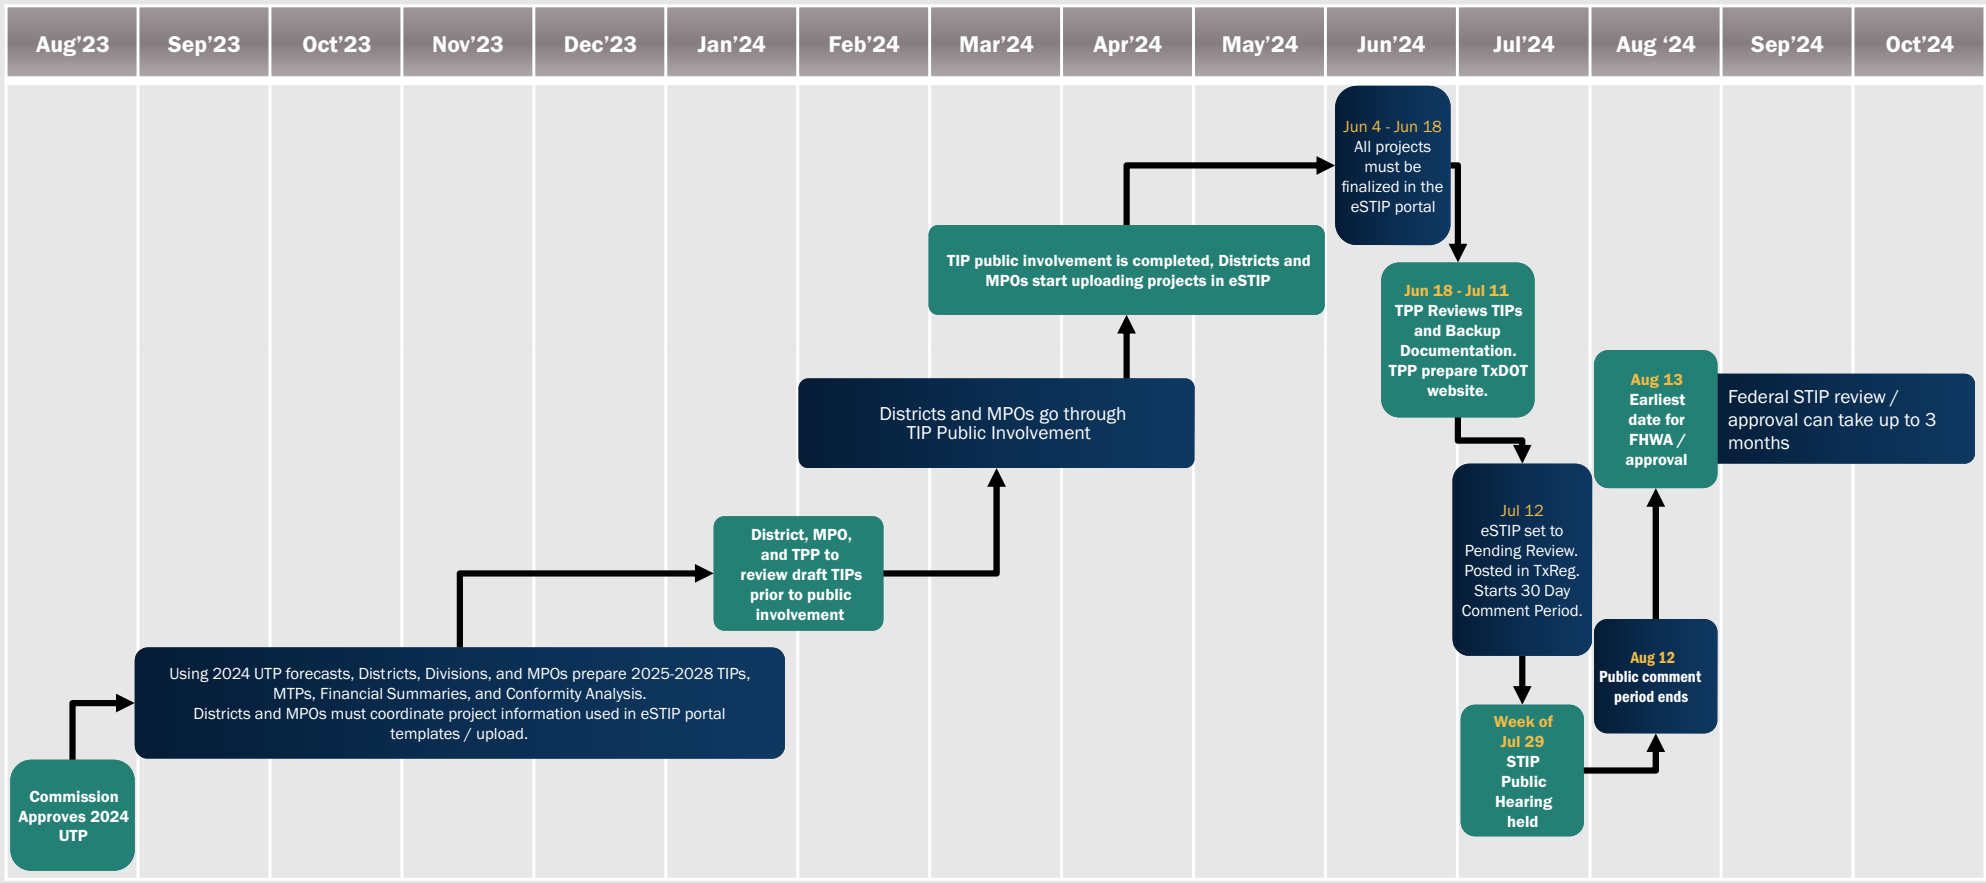 Aug’23
Sep’23
Oct’23
Nov’23
Dec’23
Jan’24
Feb’24
Mar’24
Apr’24
May’24
Jun’24
Jul’24
Aug ‘24
Sep’24
Oct’24
Commission
Approves 2024
UTP
Using 2024 UTP forecasts, Districts, Divisions, and MPOs prepare 2025-2028 TIPs,
MTPs, Financial Summaries, and Conformity Analysis.
Districts and MPOs must coordinate project information used in eSTIP portal
templates / upload.
District, MPO,
and TPP to
review draft TIPs
prior to public
involvement
Districts and MPOs go through
TIP Public Involvement
TIP public involvement is completed, Districts and
MPOs start uploading projects in eSTIP
Jun 4 - Jun 18
All projects
must be
finalized in the
eSTIP portal
Jun 18 - Jul 11
TPP Reviews TIPs
and Backup
Documentation.
TPP prepare TxDOT
website.
Jul 12
eSTIP set to
Pending Review.
Posted in TxReg.
Starts 30 Day
Comment Period.
Week of
Jul 29
STIP
Public
Hearing
held
Aug 12
Public comment
period ends
Aug 13
Earliest
date for
FHWA /
approval
Federal STIP review /
approval can take up to 3
months